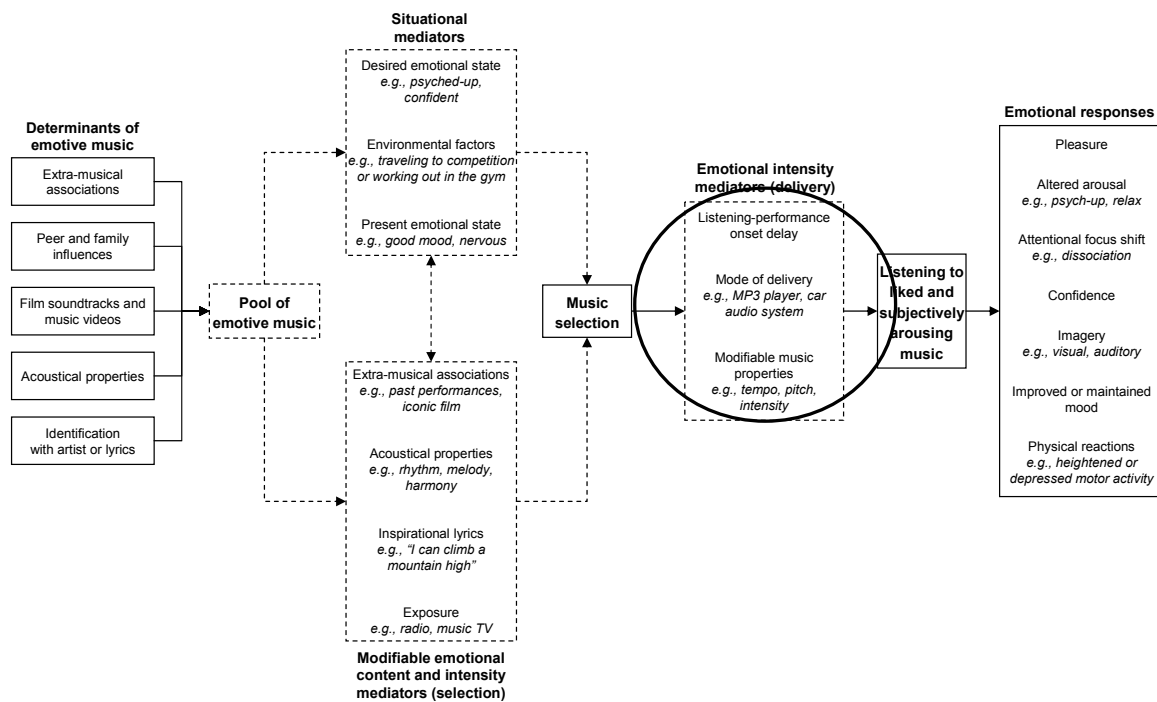 Determinants of
emotive music
Extra-musical
associations
Peer and family
influences
Film soundtracks and
music videos
Acoustical properties
Identification
with artist or lyrics
Pool of
emotive music
Situational
mediators
Desired emotional state
e.g., psyched-up,
confident
Environmental factors
e.g., traveling to competition
or working out in the gym
Present emotional state
e.g., good mood, nervous
Extra-musical associations
e.g., past performances,
iconic film
Acoustical properties
e.g., rhythm, melody,
harmony
Inspirational lyrics
e.g., “I can climb a
mountain high”
Exposure
e.g., radio, music TV
Modifiable emotional
content and intensity
mediators (selection)
Music
selection
Emotional intensity
mediators (delivery)
Listening-performance
onset delay
Mode of delivery
e.g., MP3 player, car
audio system
Modifiable music
properties
e.g., tempo, pitch,
intensity
Listening to
liked and
subjectively
arousing
music
Emotional responses
Pleasure
Altered arousal
e.g., psych-up, relax
Attentional focus shift
e.g., dissociation
Confidence
Imagery
e.g., visual, auditory
Improved or maintained
mood
Physical reactions
e.g., heightened or
depressed motor activity